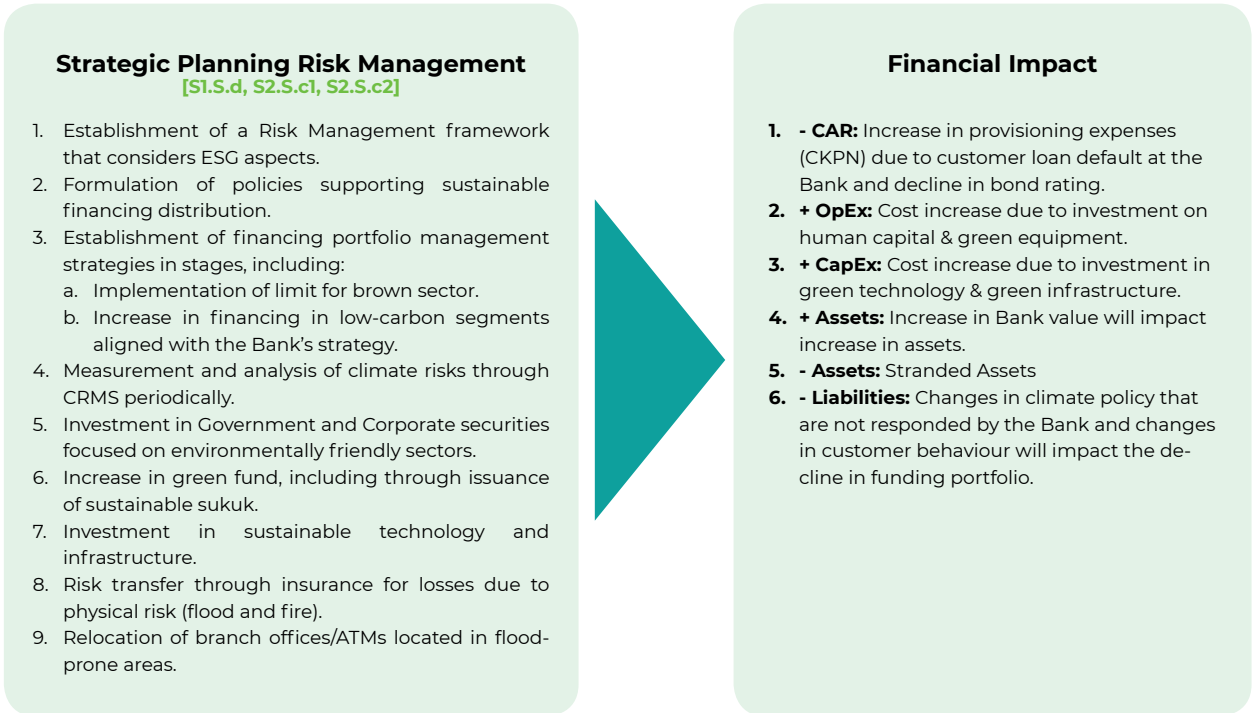 Strategic Planning Risk Management
[S1.S.d, S2.S.c1, S2.S.c2]
1. Establishment of a Risk Management framework
that considers ESG aspects.
2. Formulation of policies supporting sustainable
financing distribution.
3. Establishment of financing portfolio management
strategies in stages, including:
a. Implementation of limit for brown sector.
b. Increase in financing in low-carbon segments
aligned with the Bank’s strategy.
4. Measurement and analysis of climate risks through
CRMS periodically.
5. Investment in Government and Corporate securities
focused on environmentally friendly sectors.
6. Increase in green fund, including through issuance
of sustainable sukuk.
7. Investment in sustainable technology and
infrastructure.
8. Risk transfer through insurance for losses due to
physical risk (flood and fire).
9. Relocation of branch offices/ATMs located in flood-
prone areas.
Financial Impact
1. - CAR: Increase in provisioning expenses
(CKPN) due to customer loan default at the
Bank and decline in bond rating.
2. + OpEx: Cost increase due to investment on
human capital & green equipment.
3. + CapEx: Cost increase due to investment in
green technology & green infrastructure.
4. + Assets: Increase in Bank value will impact
increase in assets.
5. - Assets: Stranded Assets
6. - Liabilities: Changes in climate policy that
are not responded by the Bank and changes
in customer behaviour will impact the de-
cline in funding portfolio.